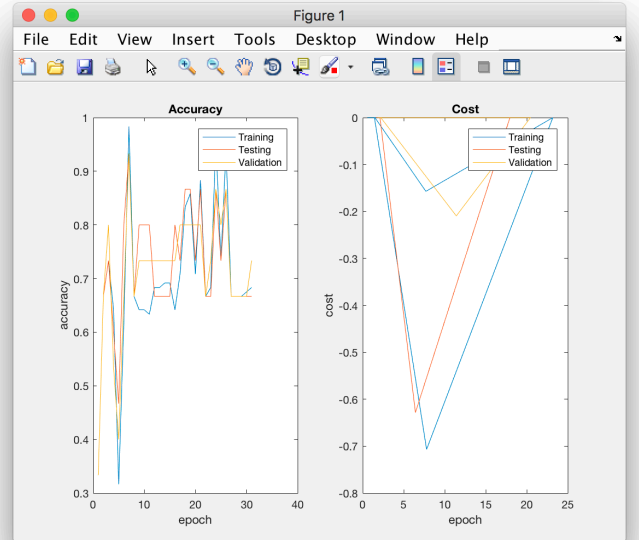 Figure 1
File Edit View Insert Tools Desktop Window Help
Accuracy
Training
Testing
Validation
1
0.9
0.8
0.7
0.6
0.5
0.4
0.3
accuracy
0 10 20 30 40
epoch
Cost
Training
Testing
Validation
0
-0.1
-0.2
-0.3
-0.4
-0.5
-0.6
-0.7
-0.8
cost
0 5 10 15 20 25
epoch